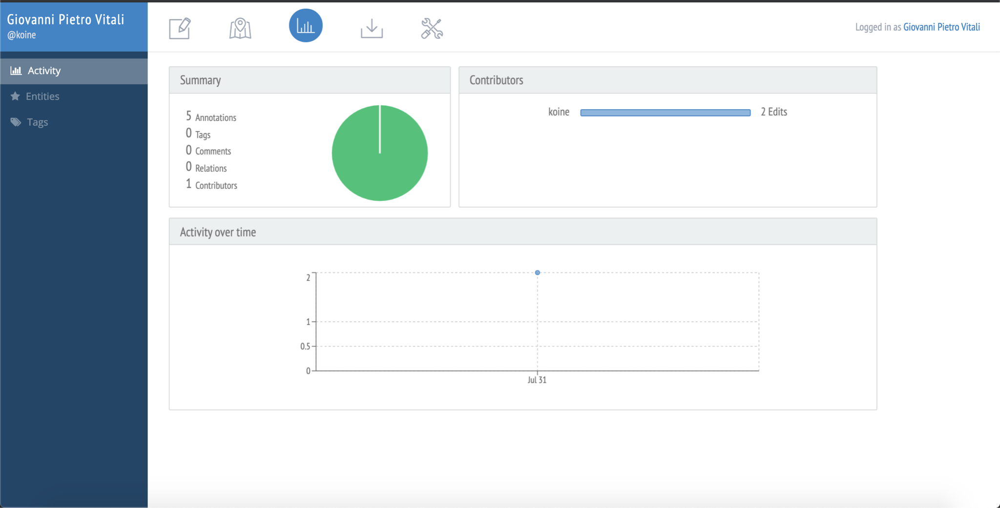 Giovanni Pietro Vitali
@koine
Logged in as Giovanni Pietro Vitali
Activity
Entities
Tags
Summary
5 Annotations
0 Tags
0 Comments
0 Relations
1 Contributors
Contributors
koine 2 Edits
Activity over time
2
1
0.5
0
Jul 31